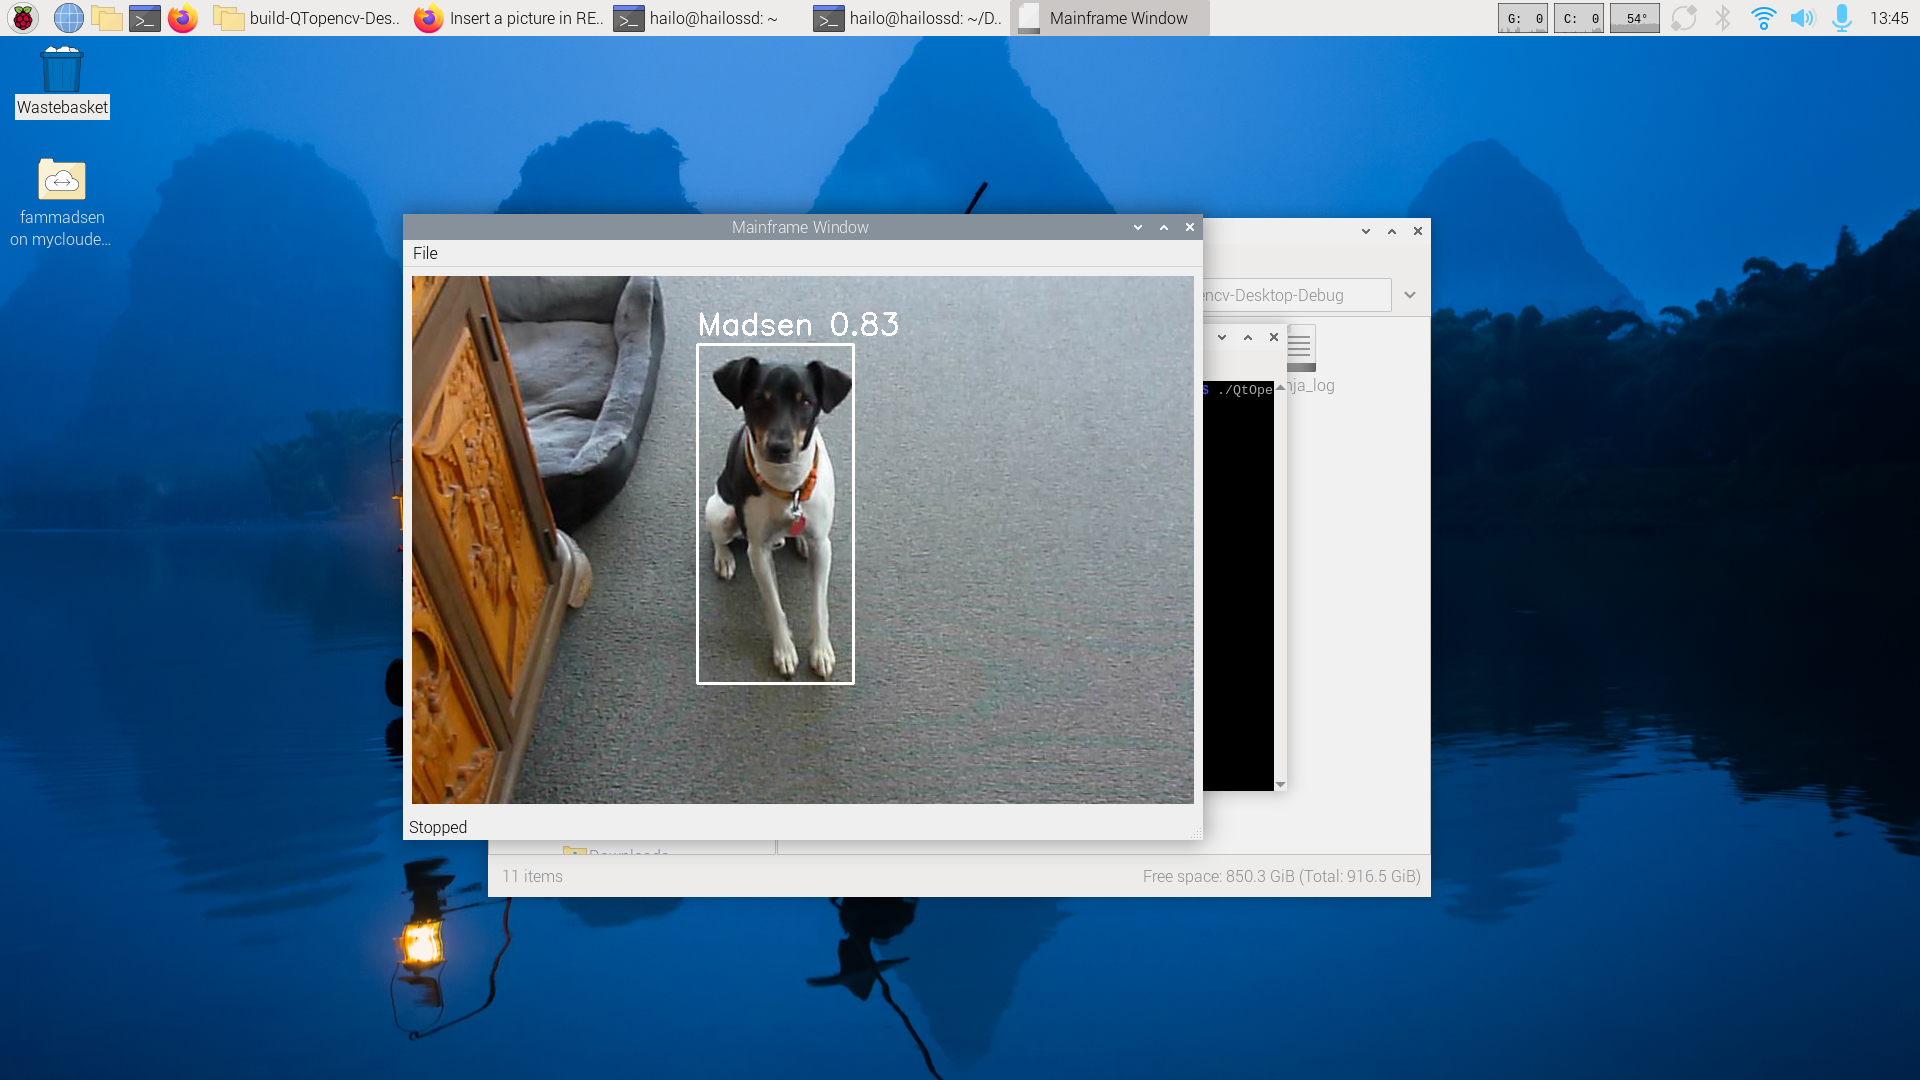 build-QTopencv-Des..
Insert a picture in RE..
hailo@hailossd: ~
hailo@hailossd: ~/D..
Mainframe Window
G: 0
C: 0
54°
13:45
Wastebasket
fammadsen
on mycloude...
Mainframe Window
File
encv-Desktop-Debug
Madsen 0.83
$ ./QtOpe
nja_log
Stopped
Downloads
11 items
Free space: 850.3 GiB (Total: 916.5 GiB)